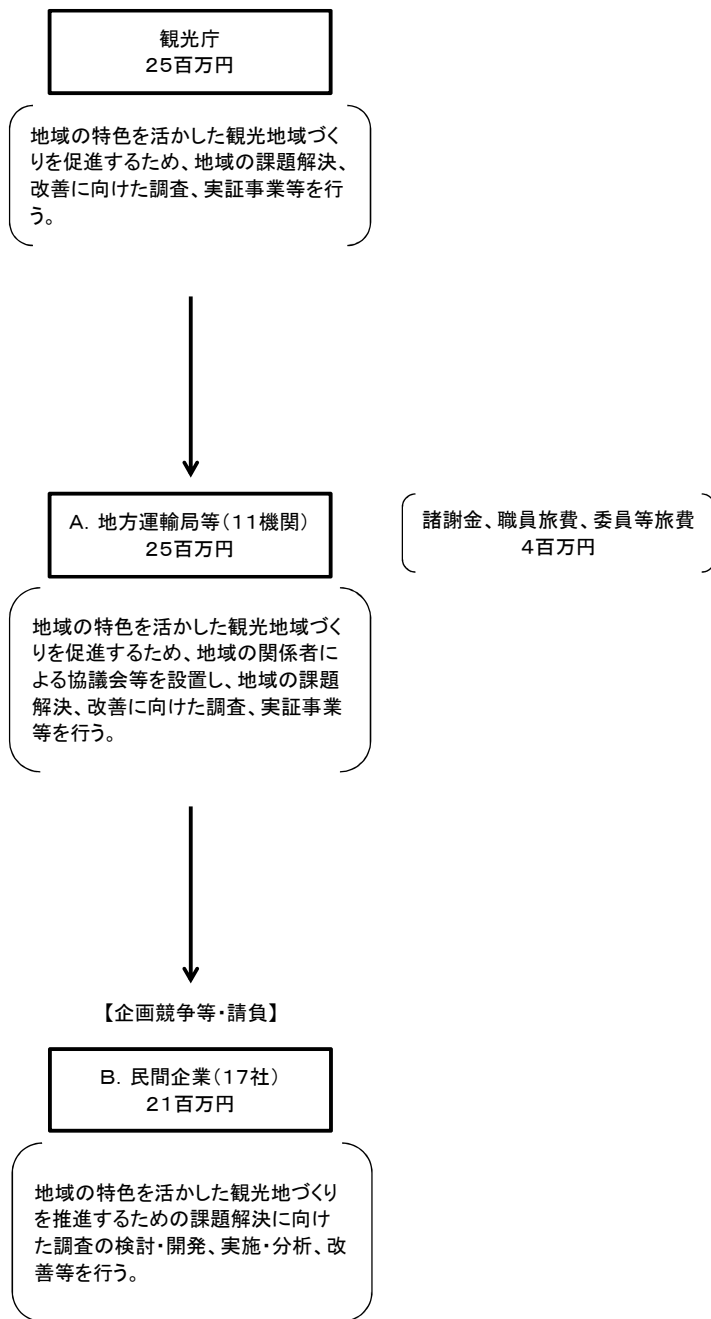 観光庁
25百万円
地域の特色を活かした観光地域づく
りを促進するため、地域の課題解決、
改善に向けた調査、実証事業等を行
う。
A．地方運輸局等（11機関）
25百万円
諸謝金、職員旅費、委員等旅費
4百万円
地域の特色を活かした観光地域づく
りを促進するため、地域の関係者に
よる協議会等を設置し、地域の課題
解決、改善に向けた調査、実証事業
等を行う。
【企画競争等・請負】
B．民間企業（17社）
21百万円
地域の特色を活かした観光地づくり
を推進するための課題解決に向け
た調査の検討・開発、実施・分析、改
善等を行う。